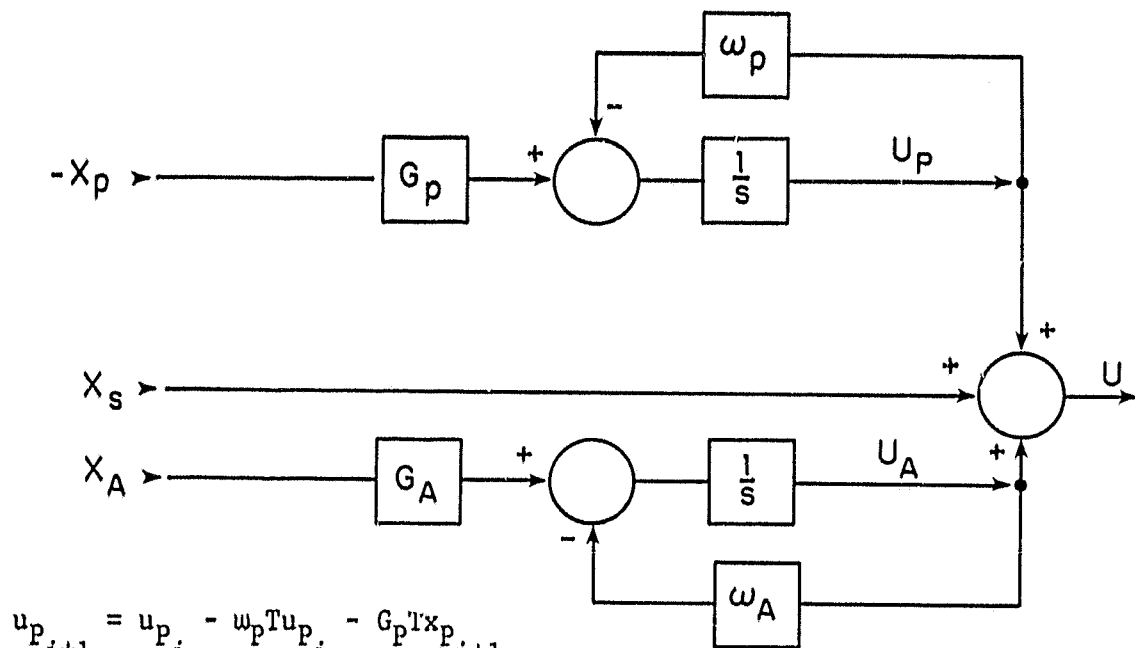 ω_p
-
-X_p
G_p
+
1/s
U_P
+
X_s
+
U
X_A
G_A
+
1/s
U_A
+
-
ω_A
u_{p_{i+1}} = u_{p_i} - w_pTu_{p_i} - G_pTx_{p_{i+1}}